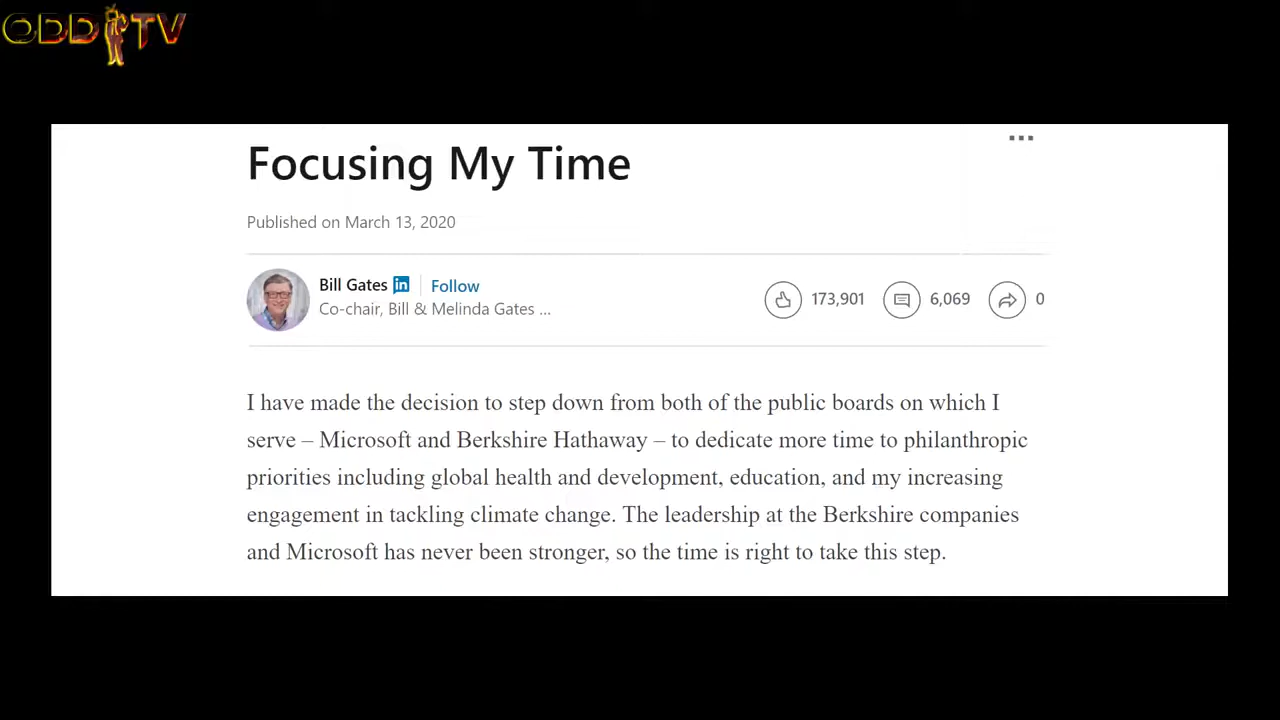 ODD TV
Focusing My Time
Published on March 13, 2020
Bill Gates in Follow
Co-chair, Bill & Melinda Gates ...
173,901 6,069 0
I have made the decision to step down from both of the public boards on which I
serve – Microsoft and Berkshire Hathaway – to dedicate more time to philanthropic
priorities including global health and development, education, and my increasing
engagement in tackling climate change. The leadership at the Berkshire companies
and Microsoft has never been stronger, so the time is right to take this step.